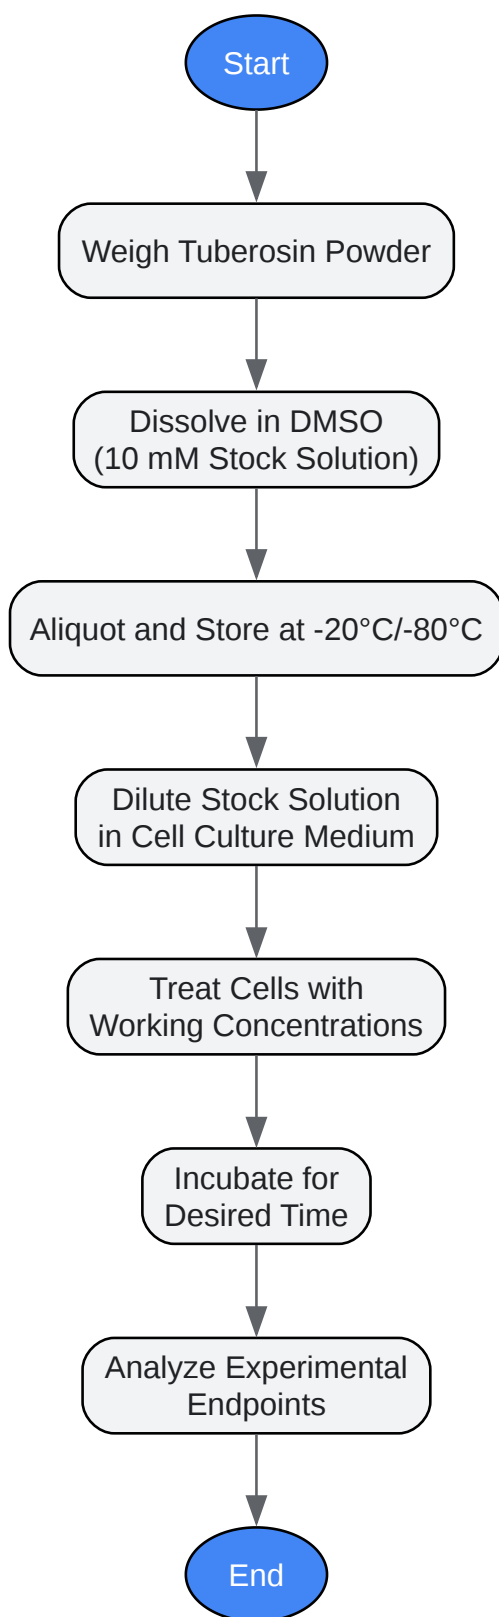 Start
Weigh Tuberosin Powder
Dissolve in DMSO
(10 mM Stock Solution)
Aliquot and Store at -20°C/-80°C
Dilute Stock Solution
in Cell Culture Medium
Treat Cells with
Working Concentrations
Incubate for
Desired Time
Analyze Experimental
Endpoints
End